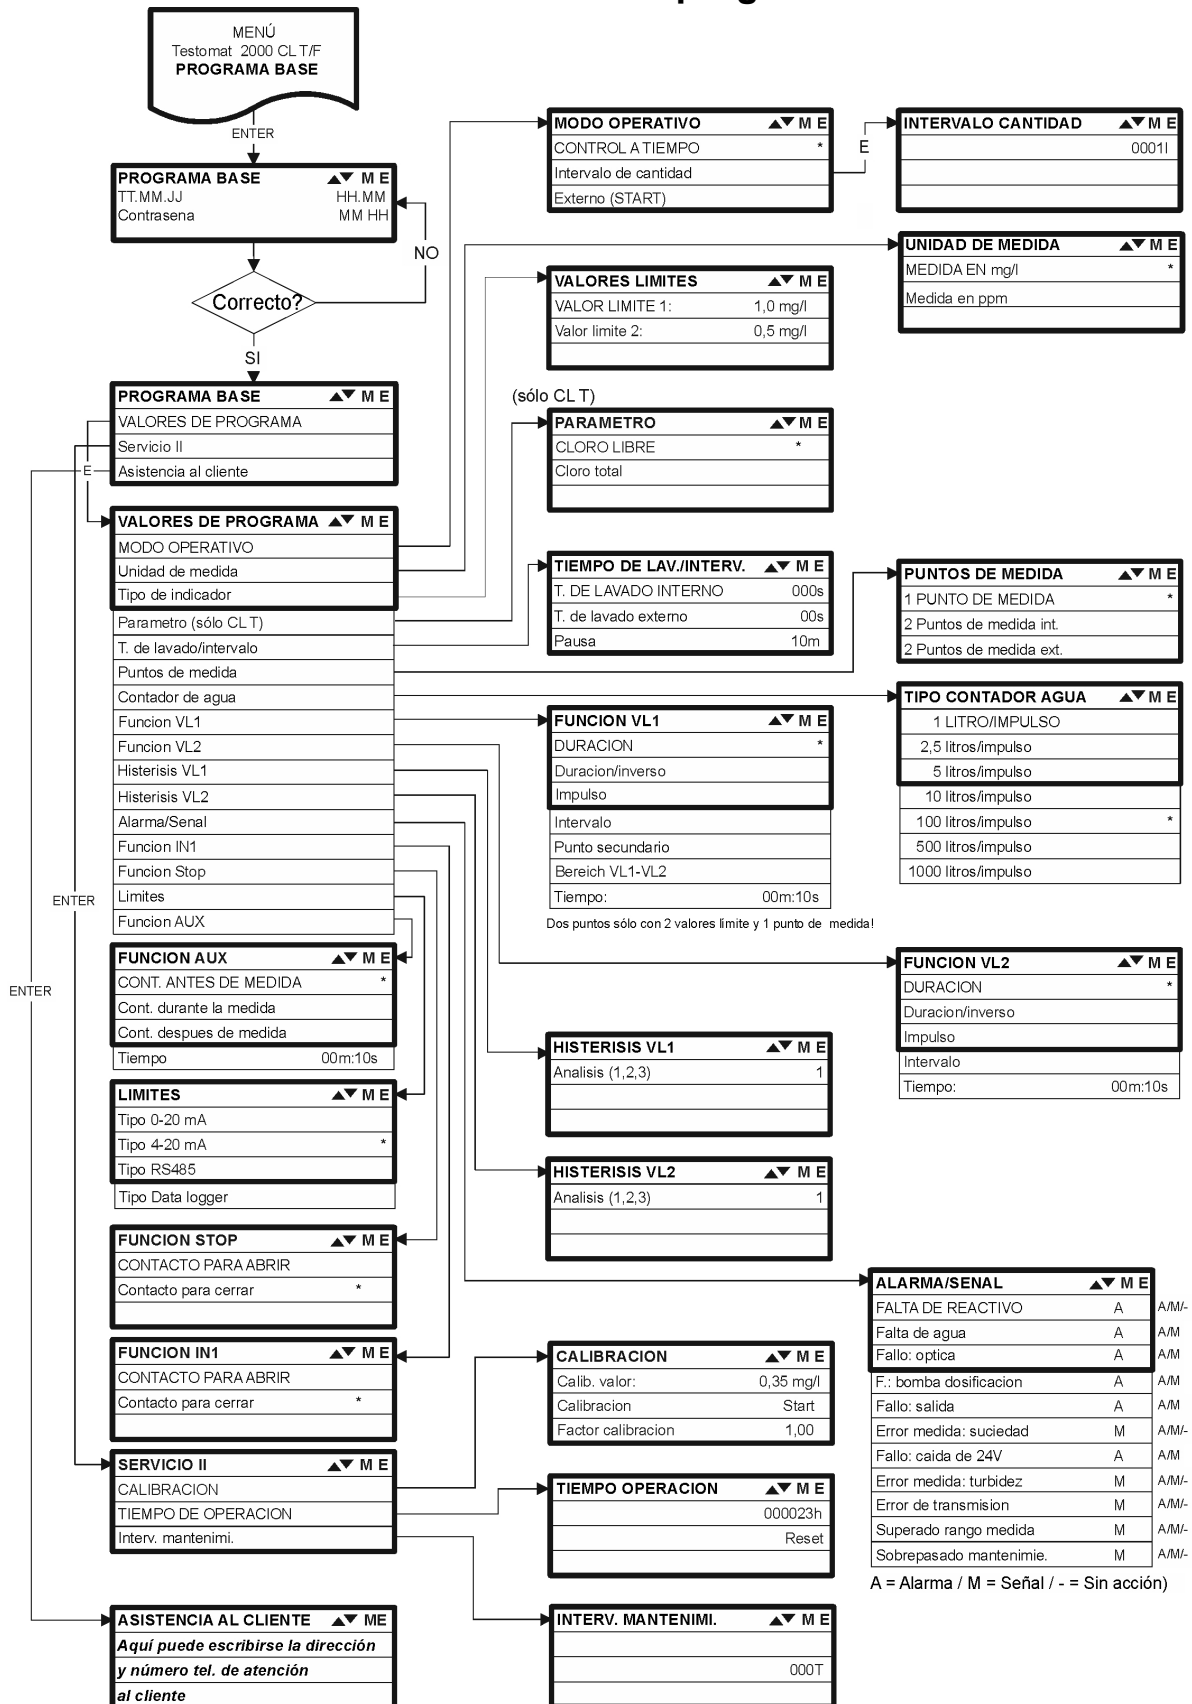 MENÚ
Testomat 2000 CL T/F
PROGRAMA BASE
ENTER
PROGRAMA BASE ▲▼ M E
TT.MM.JJ HH.MM
Contrasena MM HH
NO
Correcto?
SI
PROGRAMA BASE ▲▼ M E
VALORES DE PROGRAMA
Servicio II
Asistencia al cliente
E
VALORES DE PROGRAMA ▲▼ M E
MODO OPERATIVO
Unidad de medida
Tipo de indicador
Parametro (sólo CL T)
T. de lavado/intervalo
Puntos de medida
Contador de agua
Funcion VL1
Funcion VL2
Histerisis VL1
Histerisis VL2
Alarma/Senal
Funcion IN1
Funcion Stop
Limites
Funcion AUX
ENTER
ENTER
FUNCION AUX ▲▼ M E
CONT. ANTES DE MEDIDA *
Cont. durante la medida
Cont. despues de medida
Tiempo 00m:10s
LIMITES ▲▼ M E
Tipo 0-20 mA
Tipo 4-20 mA *
Tipo RS485
Tipo Data logger
FUNCION STOP ▲▼ M E
CONTACTO PARA ABRIR
Contacto para cerrar *
FUNCION IN1 ▲▼ M E
CONTACTO PARA ABRIR
Contacto para cerrar *
SERVICIO II ▲▼ M E
CALIBRACION
TIEMPO DE OPERACION
Interv. mantenimi.
ASISTENCIA AL CLIENTE ▲▼ ME
Aquí puede escribirse la dirección
y número tel. de atención
al cliente
MODO OPERATIVO ▲▼ M E
CONTROL A TIEMPO *
Intervalo de cantidad
Externo (START)
E
INTERVALO CANTIDAD ▲▼ M E
0001l
UNIDAD DE MEDIDA ▲▼ M E
MEDIDA EN mg/l *
Medida en ppm
VALORES LIMITES ▲▼ M E
VALOR LIMITE 1: 1,0 mg/l
Valor limite 2: 0,5 mg/l
(sólo CL T)
PARAMETRO ▲▼ M E
CLORO LIBRE *
Cloro total
TIEMPO DE LAV./INTERV. ▲▼ M E
T. DE LAVADO INTERNO 000s
T. de lavado externo 00s
Pausa 10m
PUNTOS DE MEDIDA ▲▼ M E
1 PUNTO DE MEDIDA *
2 Puntos de medida int.
2 Puntos de medida ext.
TIPO CONTADOR AGUA ▲▼ M E
1 LITRO/IMPULSO
2,5 litros/impulso
5 litros/impulso
10 litros/impulso
100 litros/impulso *
500 litros/impulso
1000 litros/impulso
FUNCION VL1 ▲▼ M E
DURACION *
Duracion/inverso
Impulso
Intervalo
Punto secundario
Bereich VL1-VL2
Tiempo: 00m:10s
Dos puntos sólo con 2 valores límite y 1 punto de medida!
FUNCION VL2 ▲▼ M E
DURACION *
Duracion/inverso
Impulso
Intervalo
Tiempo: 00m:10s
HISTERISIS VL1 ▲▼ M E
Analisis (1,2,3) 1
HISTERISIS VL2 ▲▼ M E
Analisis (1,2,3) 1
ALARMA/SENAL ▲▼ M E
FALTA DE REACTIVO A A/M/-
Falta de agua A A/M
Fallo: optica A A/M
F.: bomba dosificacion A A/M
Fallo: salida A A/M
Error medida: suciedad M A/M/-
Fallo: caida de 24V A A/M
Error medida: turbidez M A/M/-
Error de transmision M A/M/-
Superado rango medida M A/M/-
Sobrepasado mantenimie. M A/M/-
A = Alarma / M = Señal / - = Sin acción)
CALIBRACION ▲▼ M E
Calib. valor: 0,35 mg/l
Calibracion Start
Factor calibracion 1,00
TIEMPO OPERACION ▲▼ M E
000023h
Reset
INTERV. MANTENIMI. ▲▼ M E
000T